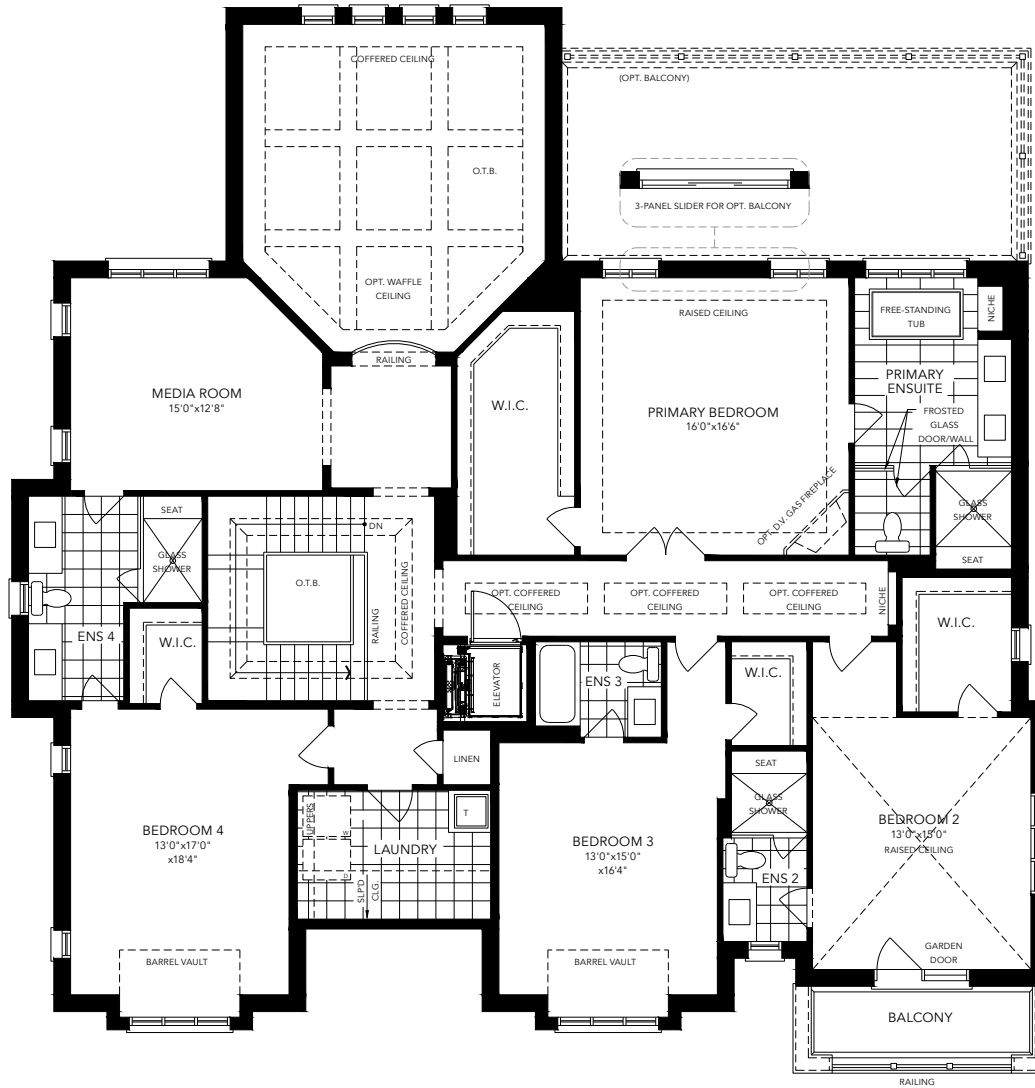 COFFERED CEILING
(OPT. BALCONY)
O.T.B.
3-PANEL SLIDER FOR OPT. BALCONY
OPT. WAFFLE
CEILING
RAISED CEILING
FREE-STANDING
TUB
NICHE
RAILING
MEDIA ROOM
15'0"x12'8"
W.I.C.
PRIMARY BEDROOM
16'0"x16'6"
PRIMARY
ENSUITE
FROSTED
GLASS
DOOR/WALL
OPT. D.V. GAS FIREPLACE
SEAT
GLASS
SHOWER
DN
GLASS
SHOWER
SEAT
O.T.B.
RAILING
COFFERED CEILING
OPT. COFFERED
CEILING
OPT. COFFERED
CEILING
OPT. COFFERED
CEILING
NICHE
W.I.C.
ENS 4
W.I.C.
ELEVATOR
ENS 3
W.I.C.
LINEN
SEAT
GLASS
SHOWER
UPPERS
W
D
T
LAUNDRY
SLP'D
CLG.
BEDROOM 4
13'0"x17'0"
x18'4"
BEDROOM 3
13'0"x15'0"
x16'4"
BEDROOM 2
13'0"x15'0"
RAISED CEILING
ENS 2
BARREL VAULT
BARREL VAULT
GARDEN
DOOR
BALCONY
RAILING